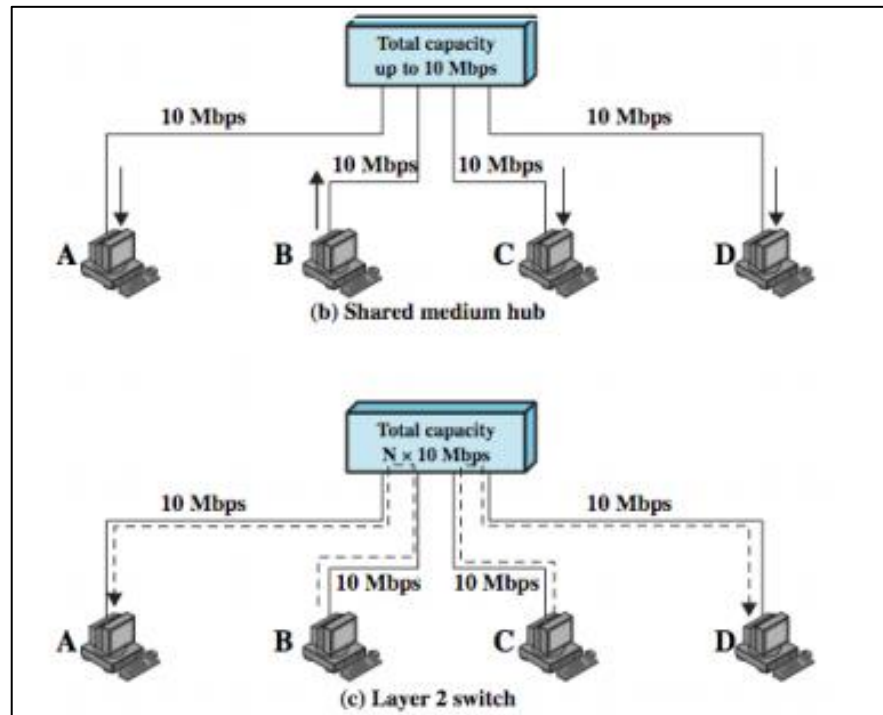 Total capacity
up to 10 Mbps
10 Mbps
10 Mbps
10 Mbps
10 Mbps
A
B
C
D
(b) Shared medium hub
Total capacity
N × 10 Mbps
10 Mbps
10 Mbps
10 Mbps
10 Mbps
A
B
C
D
(c) Layer 2 switch